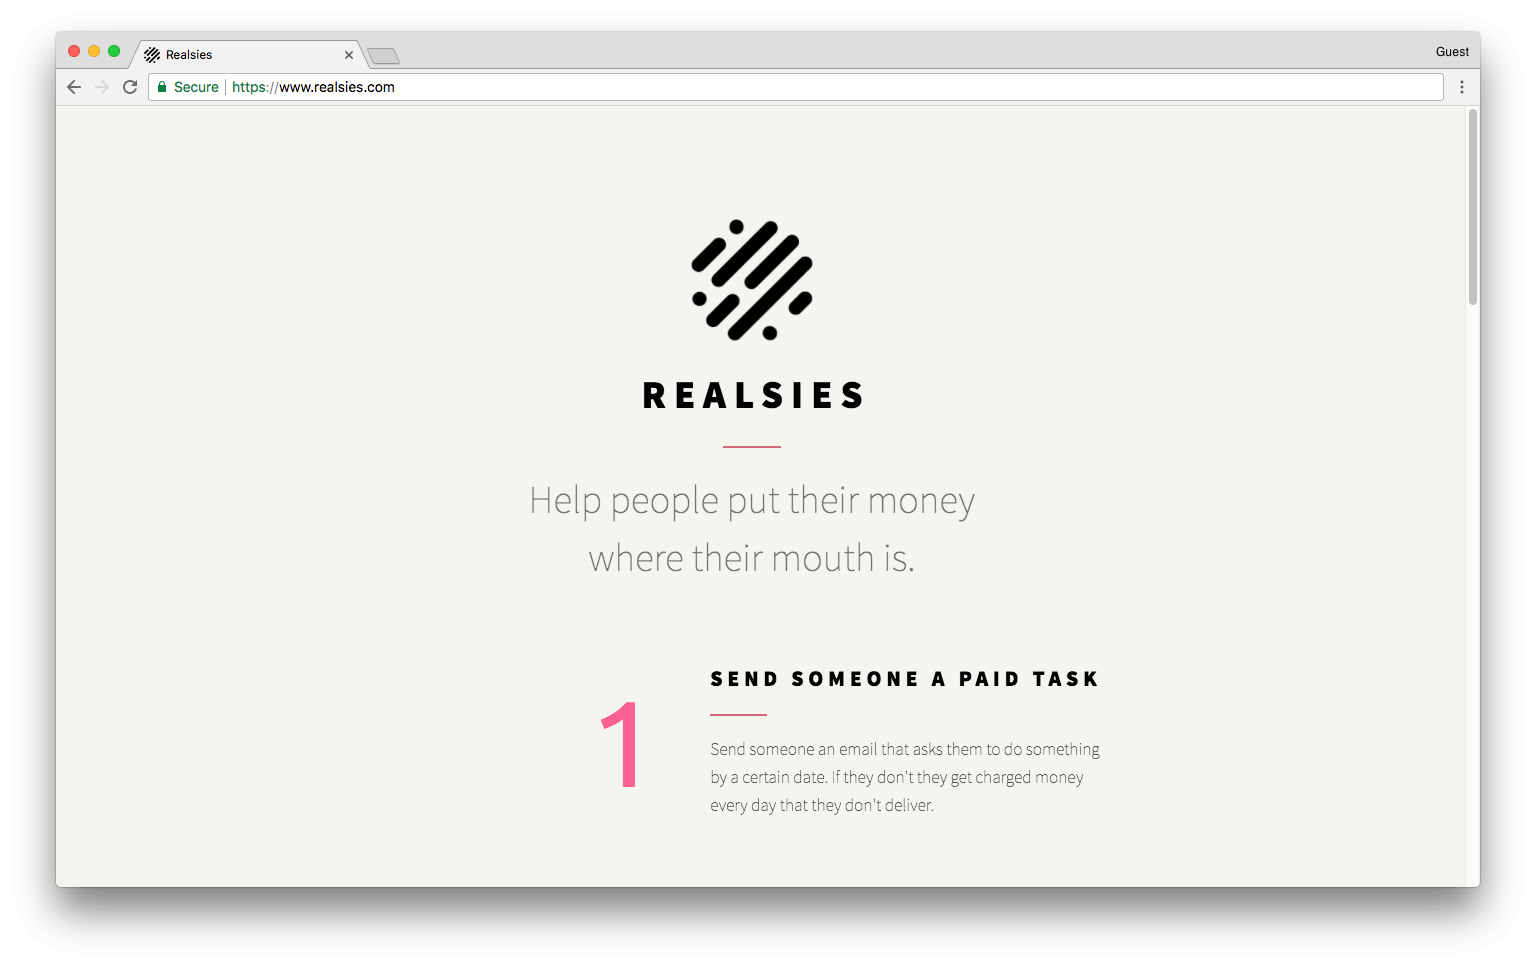 Realsies
Guest
Secure https://www.realsies.com
REALSIES
Help people put their money
where their mouth is.
1
SEND SOMEONE A PAID TASK
Send someone an email that asks them to do something
by a certain date. If they don't they get charged money
every day that they don't deliver.